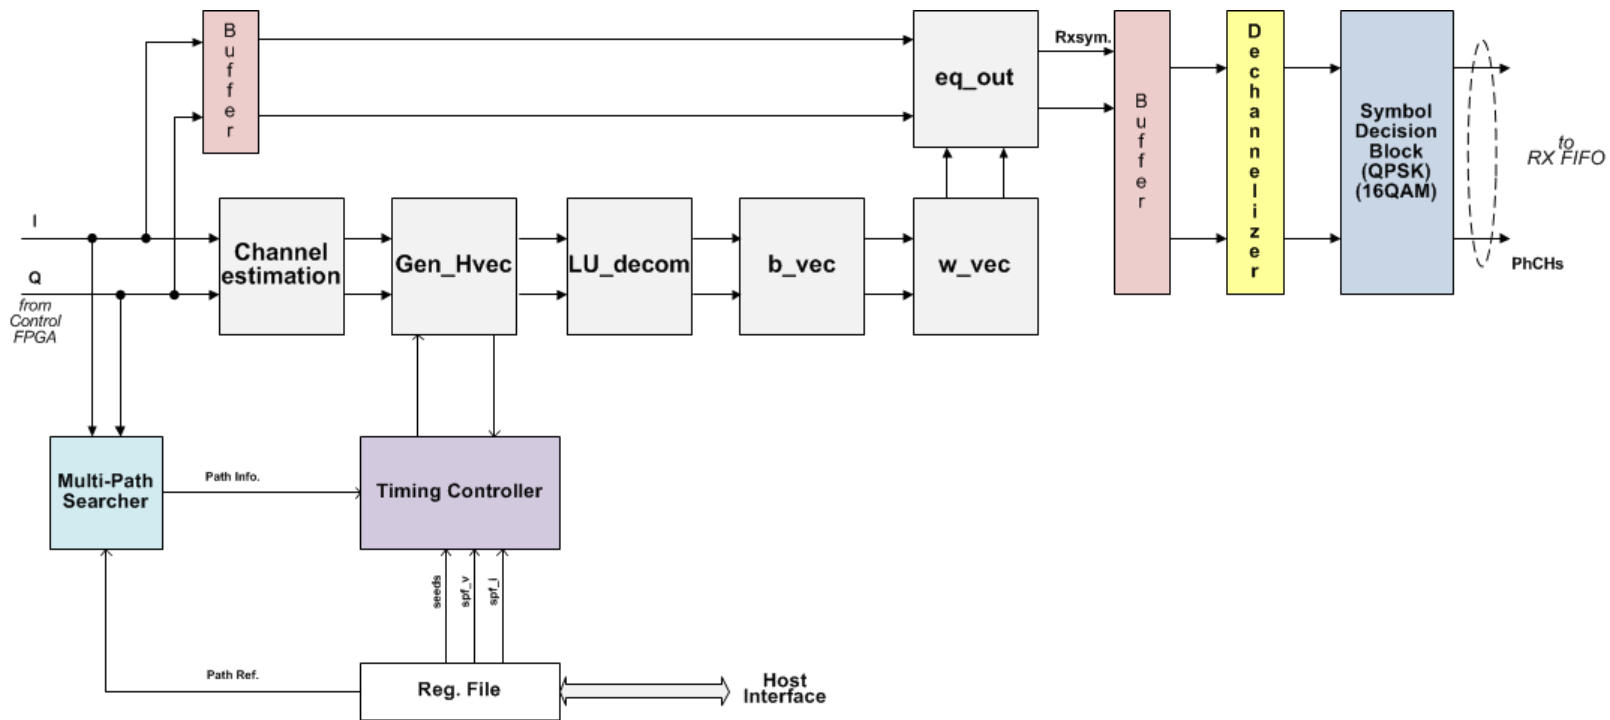 Buffer
Rxsym.
eq_out
Buffer
Dechannelizer
Symbol
Decision
Block
(QPSK)
(16QAM)
to
RX FIFO
PhCHs
I
Q
from
Control
FPGA
Channel
estimation
Gen_Hvec
LU_decom
b_vec
w_vec
Multi-Path
Searcher
Path Info.
Timing Controller
seeds
spf_v
spf_i
Path Ref.
Reg. File
Host
Interface